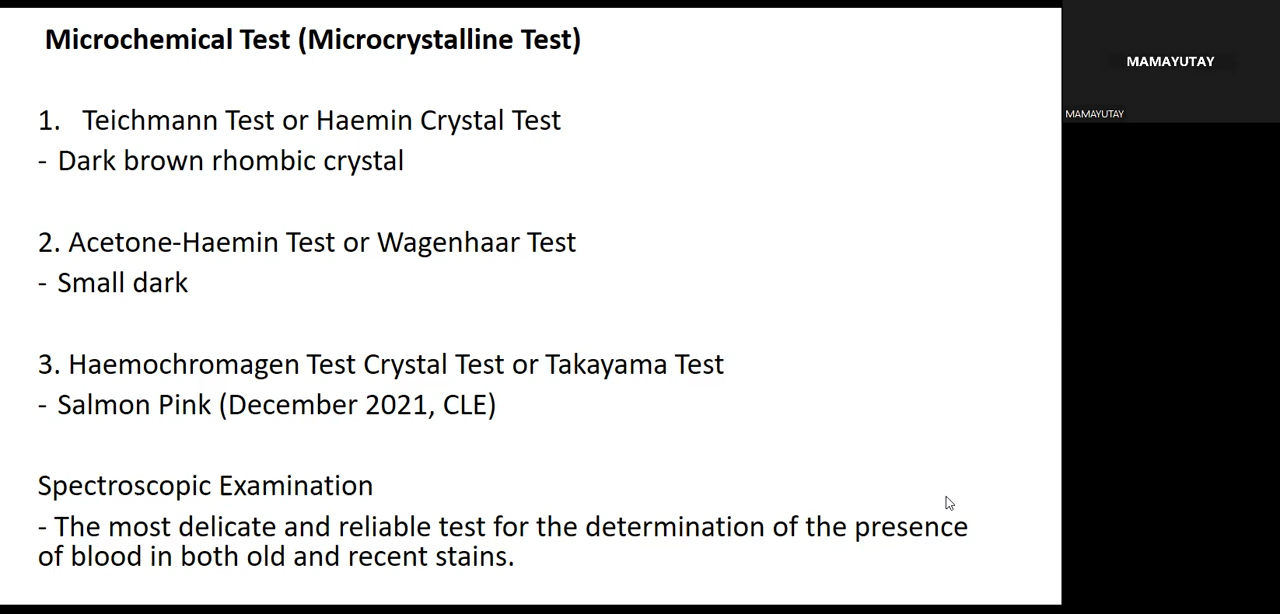 Microchemical Test (Microcrystalline Test)
1. Teichmann Test or Haemin Crystal Test
- Dark brown rhombic crystal
2. Acetone-Haemin Test or Wagenhaar Test
- Small dark
3. Haemochromagen Test Crystal Test or Takayama Test
- Salmon Pink (December 2021, CLE)
Spectroscopic Examination
- The most delicate and reliable test for the determination of the presence
of blood in both old and recent stains.
MAMAYUTAY
MAMAYUTAY